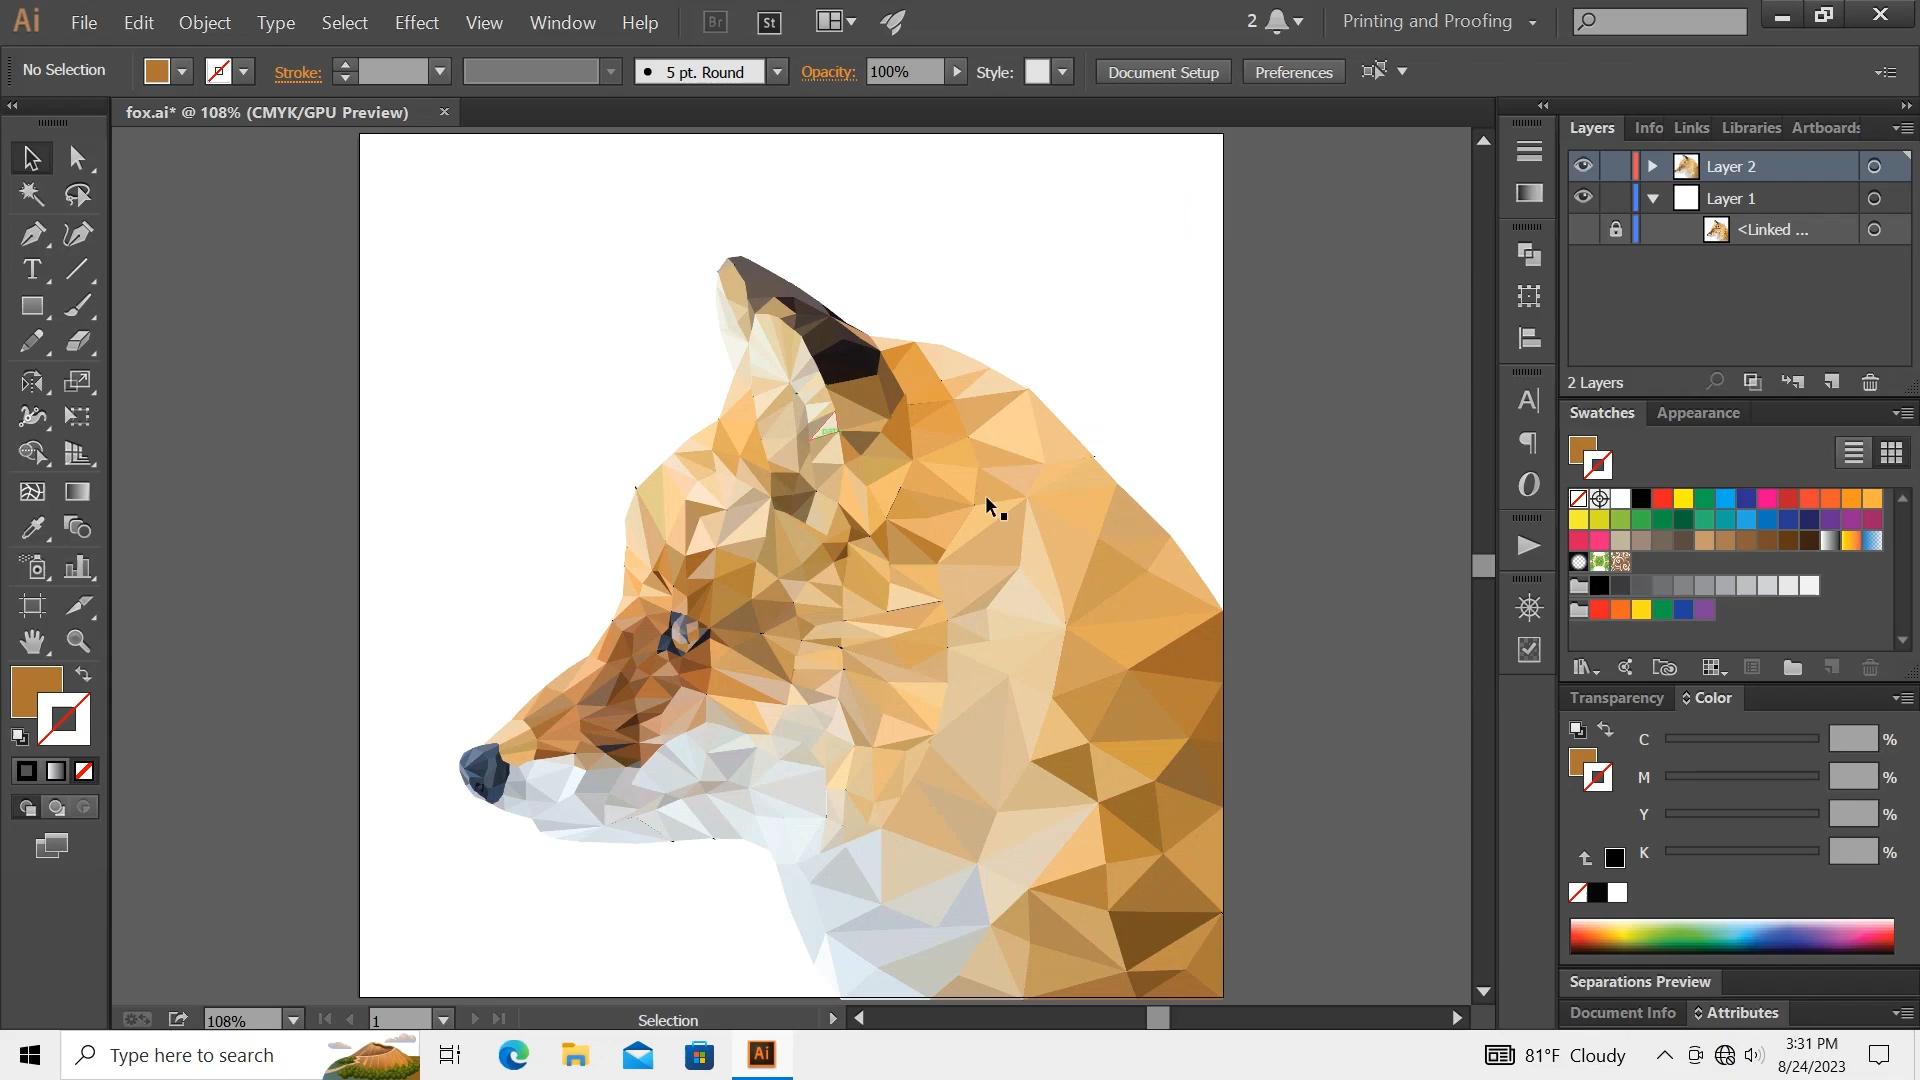 Ai File Edit Object Type Select Effect View Window Help Br St 2 Printing and Proofing
No Selection Stroke: 5 pt. Round Opacity: 100% Style: Document Setup Preferences
fox.ai* @ 108% (CMYK/GPU Preview)
Layers Info Links Libraries Artboards
Layer 2
Layer 1
<Linked ...
2 Layers
Swatches Appearance
Transparency Color
C %
M %
Y %
K %
Separations Preview
Document Info Attributes
108% 1 Selection
Type here to search Ai 81°F Cloudy 3:31 PM
8/24/2023